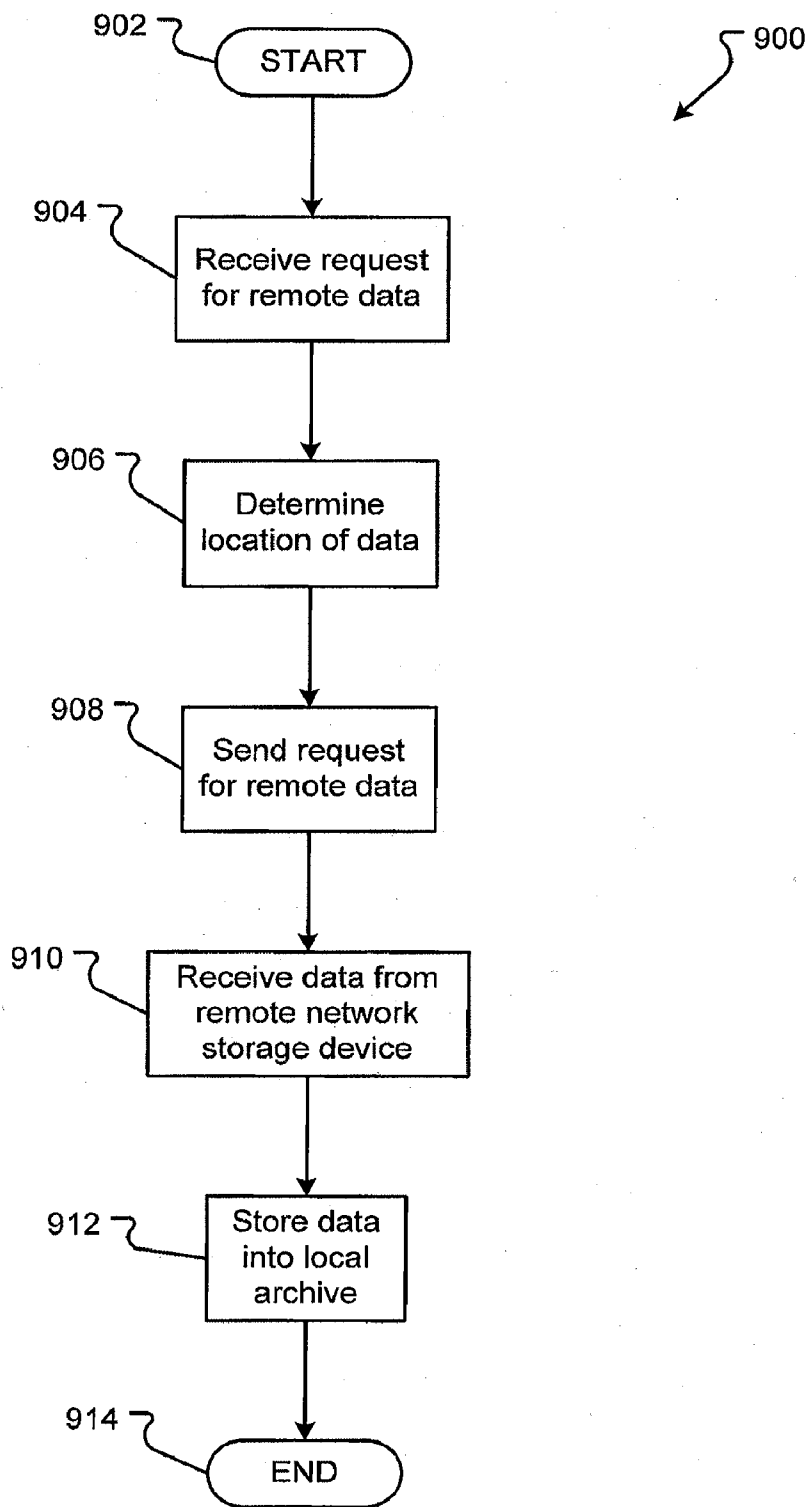 902
START
900
904
Receive request
for remote data
906
Determine
location of data
908
Send request
for remote data
910
Receive data from
remote network
storage device
912
Store data
into local
archive
914
END